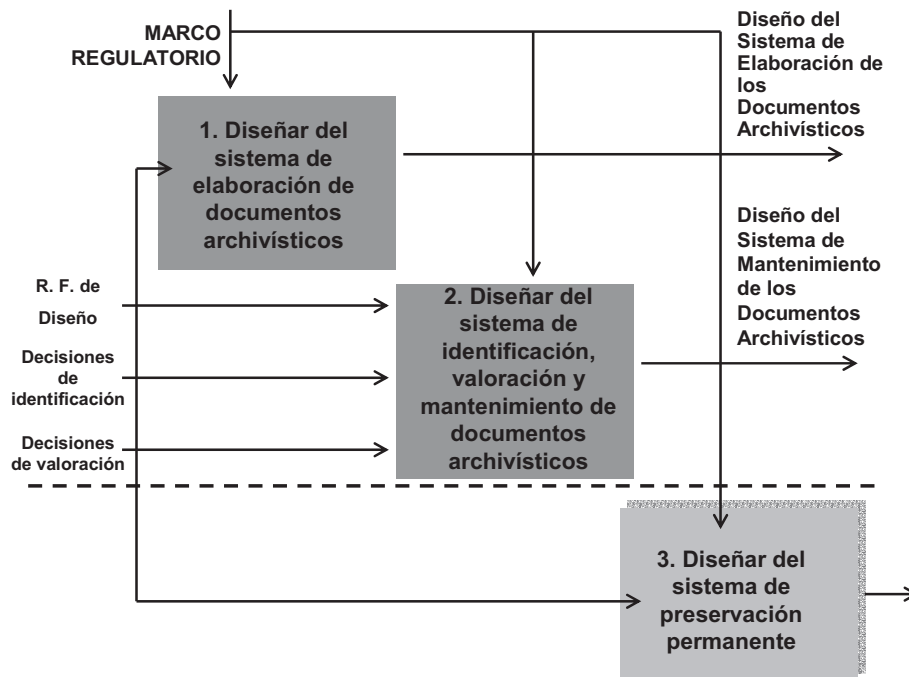 MARCO
REGULATORIO
Diseño del
Sistema de
Elaboración de
los
Documentos
Archivísticos
1. Diseñar del
sistema de
elaboración de
documentos
archivísticos
Diseño del
Sistema de
Mantenimiento
de los
Documentos
Archivísticos
R. F. de
Diseño
Decisiones
de
identificación
Decisiones
de valoración
2. Diseñar del
sistema de
identificación,
valoración y
mantenimiento de
documentos
archivísticos
3. Diseñar del
sistema de
preservación
permanente